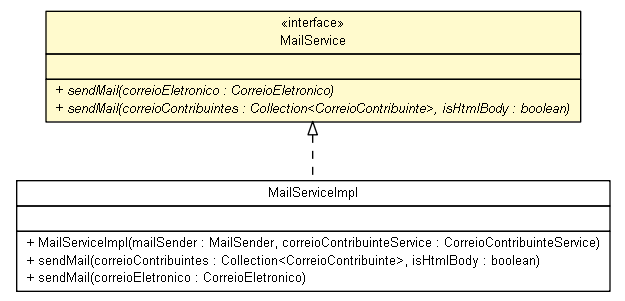 «interface»
MailService
+ sendMail(correioEletronico : CorreioEletronico)
+ sendMail(correioContribuintes : Collection<CorreioContribuinte>, isHtmlBody : boolean)
MailServiceImpl
+ MailServiceImpl(mailSender : MailSender, correioContribuinteService : CorreioContribuinteService)
+ sendMail(correioContribuintes : Collection<CorreioContribuinte>, isHtmlBody : boolean)
+ sendMail(correioEletronico : CorreioEletronico)